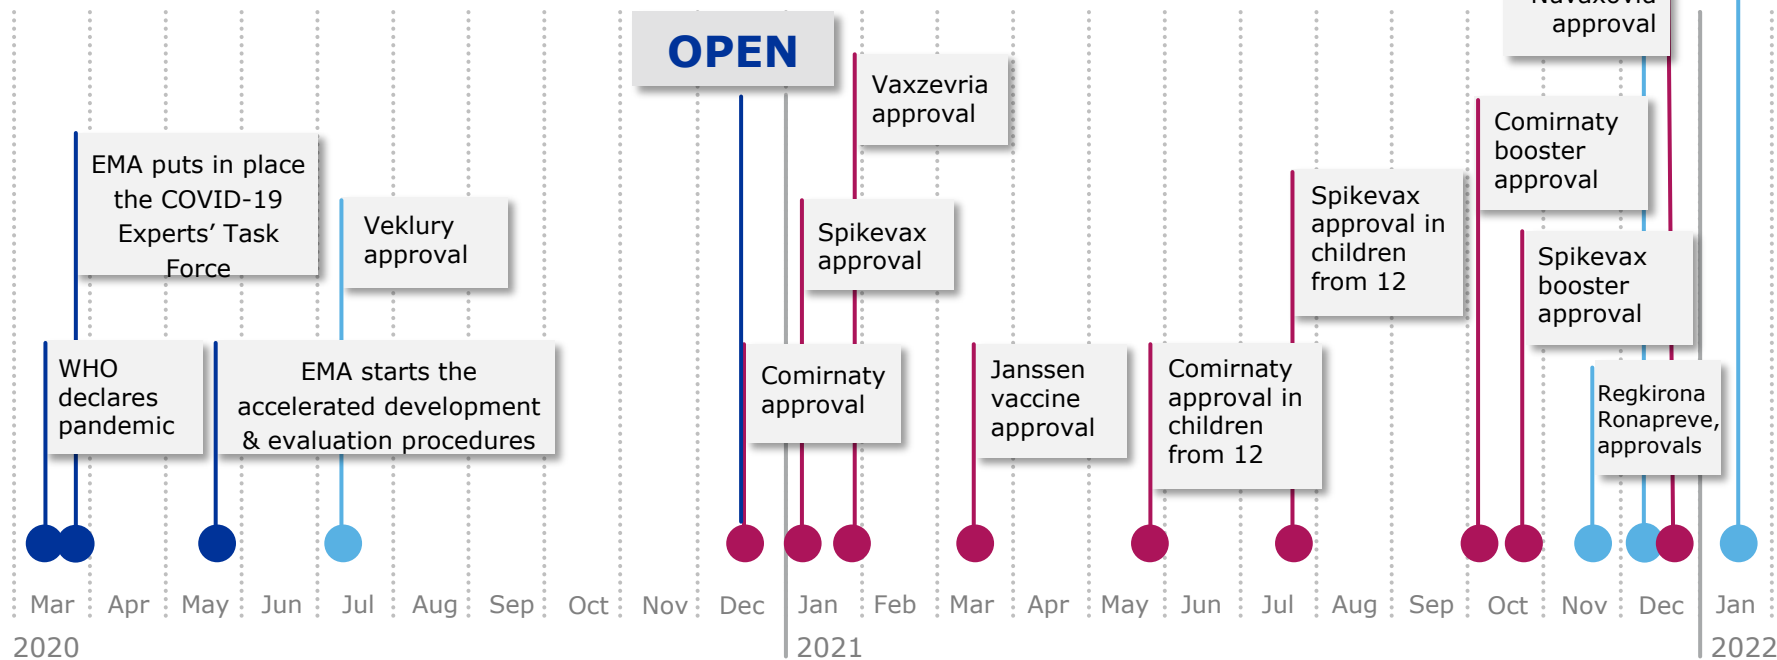 approval
OPEN
Vaxzevria
approval
Comirnaty
booster
approval
EMA puts in place
the COVID-19
Experts’ Task
Force
Veklury
approval
Spikevax
approval
Spikevax
approval in
children
from 12
Spikevax
booster
approval
WHO
declares
pandemic
EMA starts the
accelerated development
& evaluation procedures
Comirnaty
approval
Janssen
vaccine
approval
Comirnaty
approval in
children
from 12
Regkirona
Ronapreve,
approvals
Mar Apr May Jun Jul Aug Sep Oct Nov Dec Jan Feb Mar Apr May Jun Jul Aug Sep Oct Nov Dec Jan
2020 2021 2022